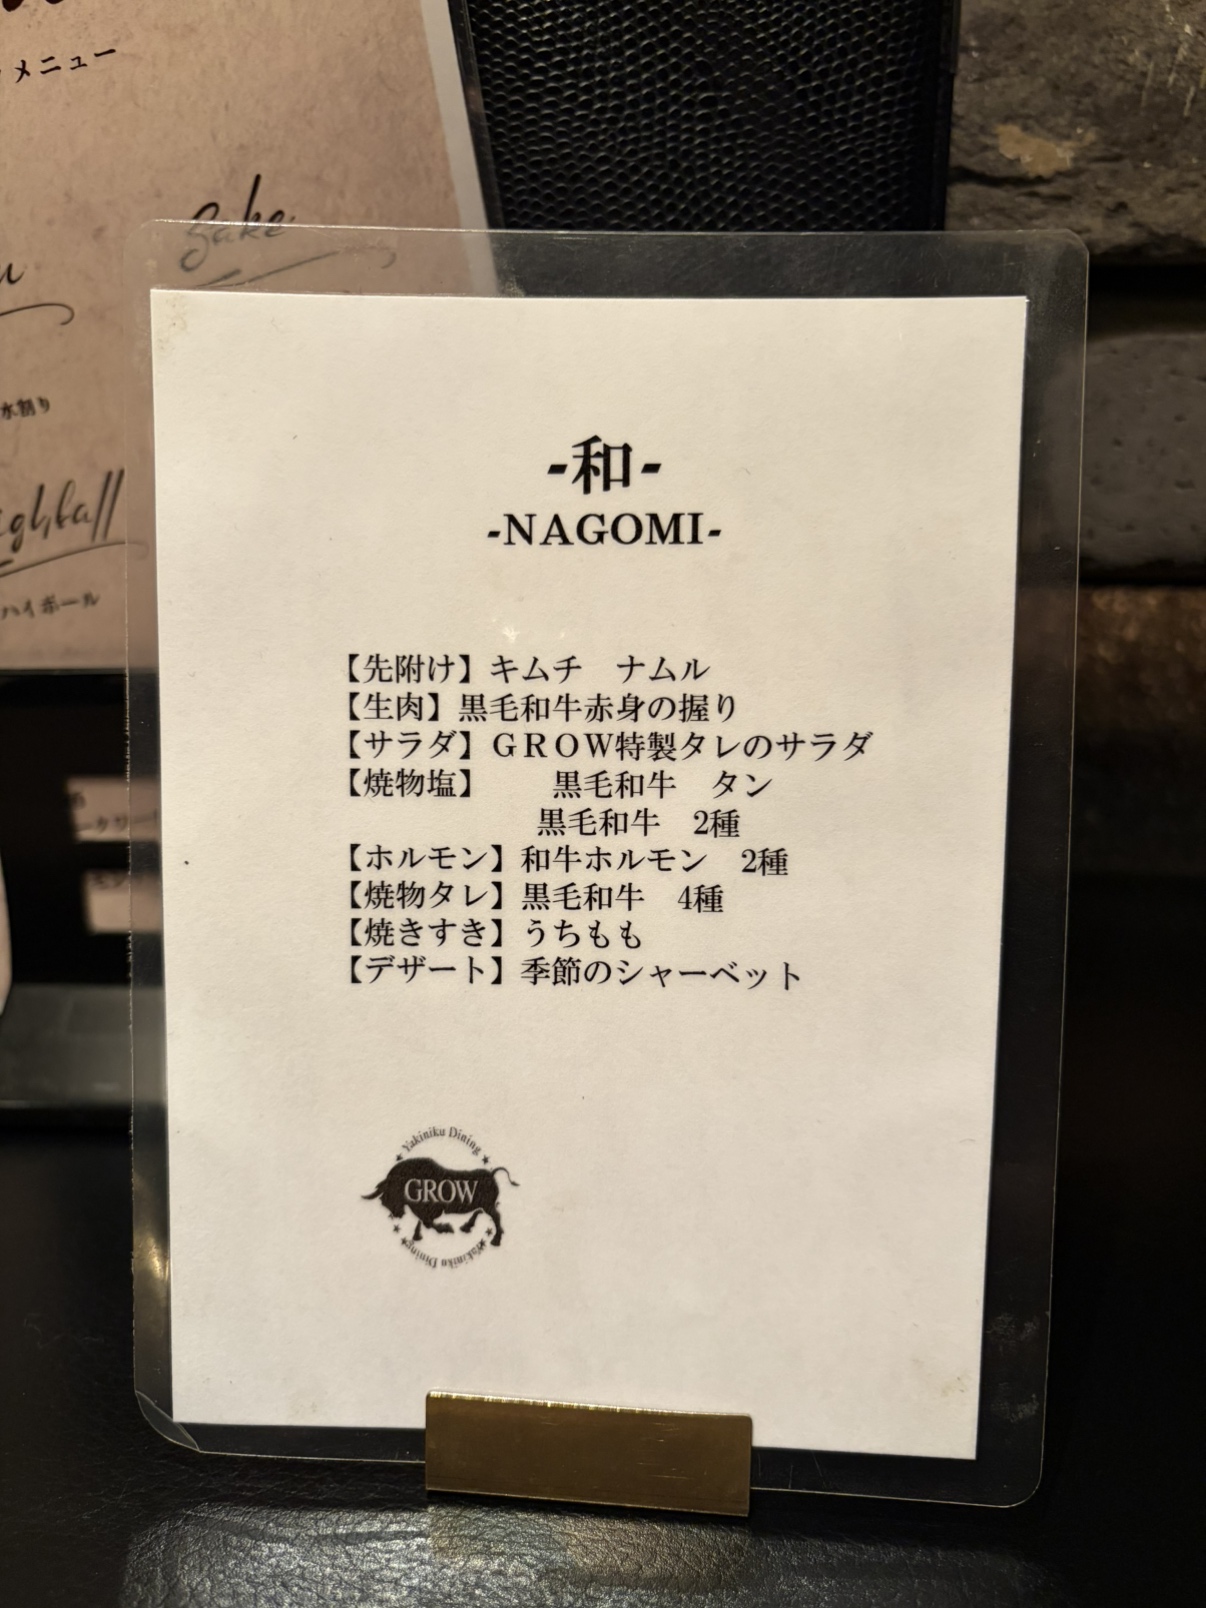 メニュー
Sake
水割り
ハイボール
-和-
-NAGOMI-
【先附け】キムチ　ナムル
【生肉】黒毛和牛赤身の握り
【サラダ】ＧＲＯＷ特製タレのサラダ
【焼物塩】　　黒毛和牛　タン
黒毛和牛　2種
【ホルモン】和牛ホルモン　2種
【焼物タレ】黒毛和牛　4種
【焼きすき】うちもも
【デザート】季節のシャーベット
Yakiniku Dining
GROW
Yakiniku Dining